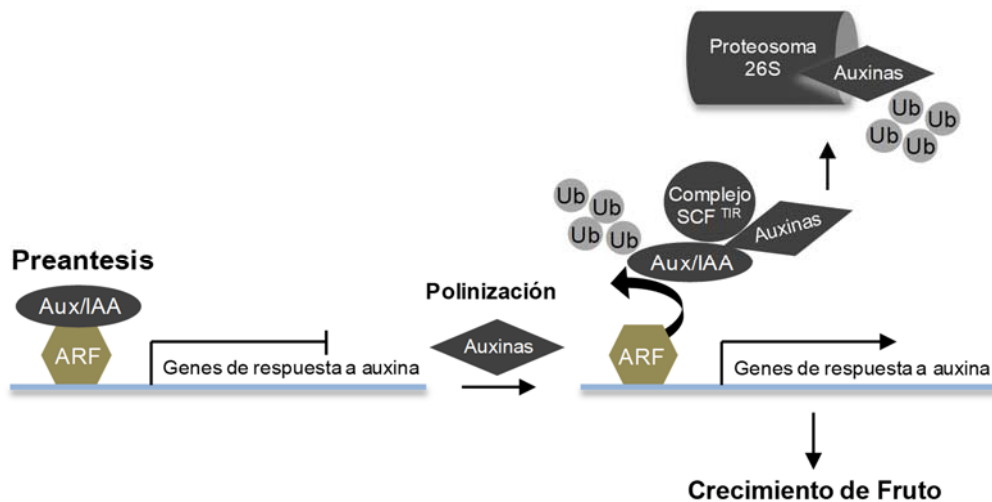 Preantesis
Aux/IAA
ARF
Genes de respuesta a auxina
Polinización
Auxinas
Proteosoma
26S
Auxinas
Ub
Ub
Ub
Ub
Complejo
SCF TIR
Auxinas
Ub
Ub
Ub
Ub
Aux/IAA
ARF
Genes de respuesta a auxina
Crecimiento de Fruto